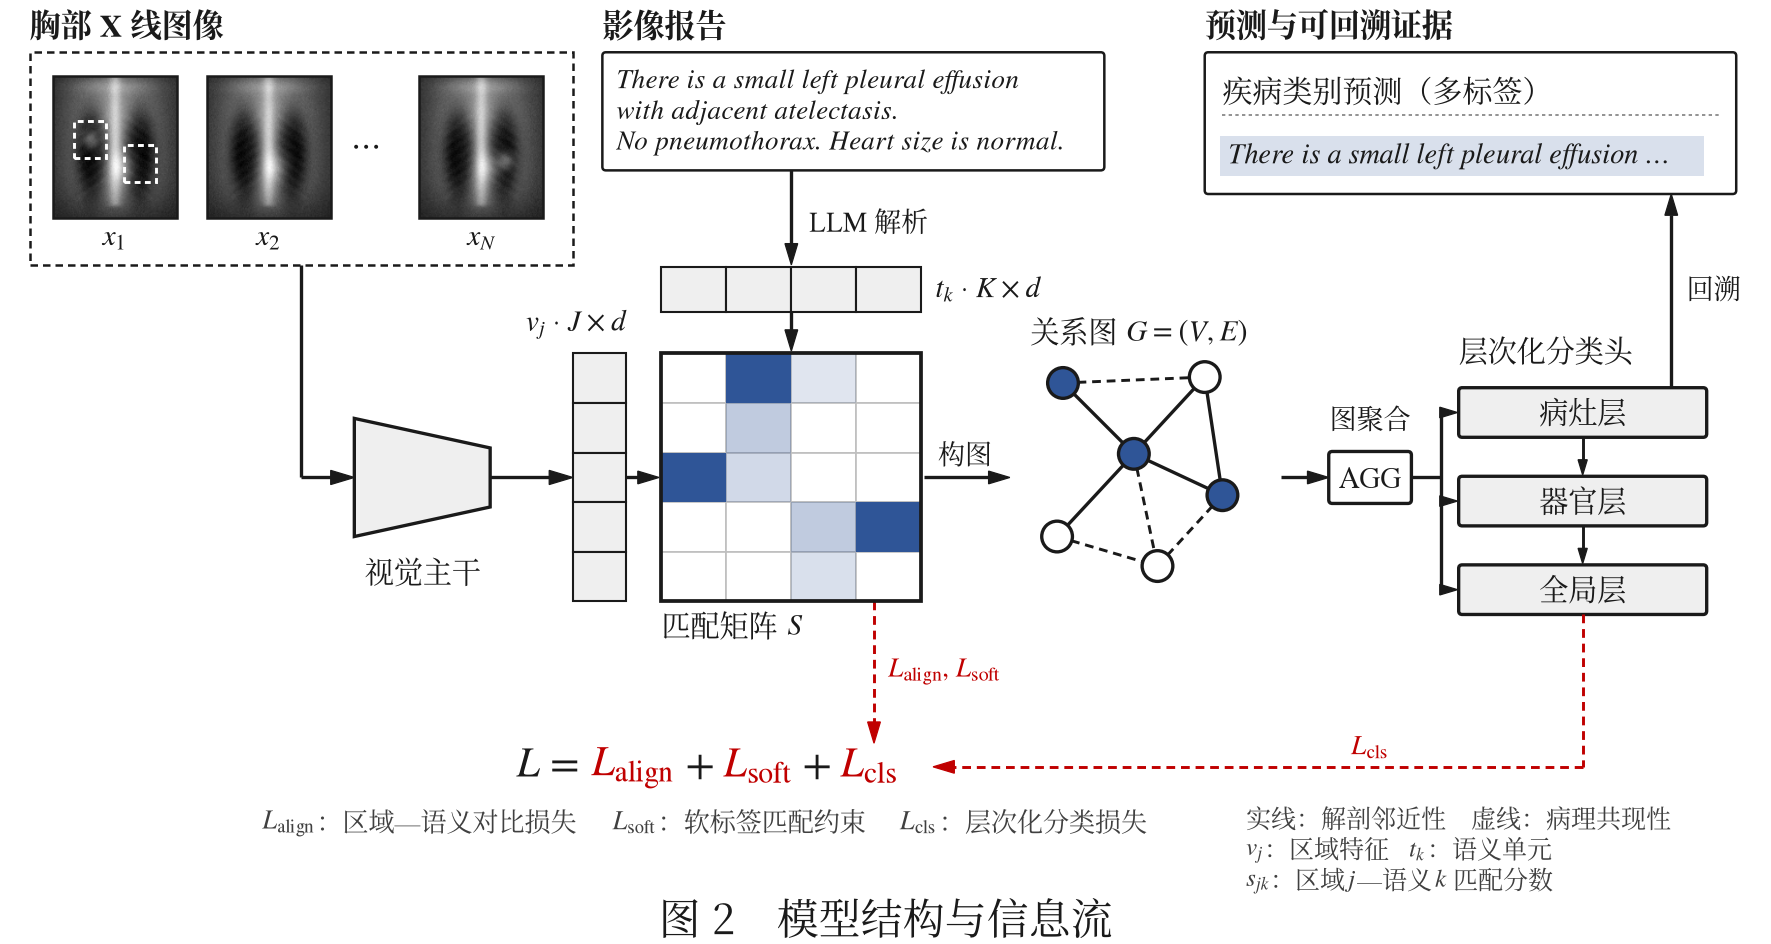 胸部 X 线图像
x1
x2
…
xN
影像报告
There is a small left pleural effusion
with adjacent atelectasis.
No pneumothorax. Heart size is normal.
LLM 解析
tk · K × d
vj · J × d
视觉主干
匹配矩阵 S
构图
关系图 G = (V, E)
图聚合
AGG
预测与可回溯证据
疾病类别预测（多标签）
There is a small left pleural effusion …
回溯
层次化分类头
病灶层
器官层
全局层
Lalign, Lsoft
Lcls
L = Lalign + Lsoft + Lcls
Lalign：区域—语义对比损失 Lsoft：软标签匹配约束 Lcls：层次化分类损失
实线：解剖邻近性 虚线：病理共现性
vj：区域特征 tk：语义单元
sjk：区域 j—语义 k 匹配分数
图 2 模型结构与信息流